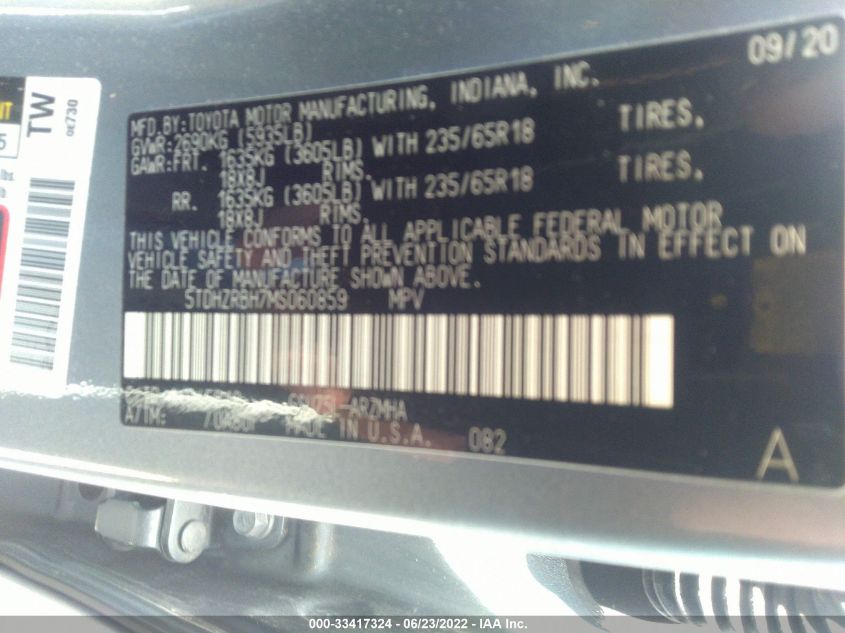 09/20
MFD.BY:TOYOTA MOTOR MANUFACTURING, INDIANA, INC.
GVWR:2690KG (5935LB)
GAWR:FRT. 1635KG (3605LB) WITH 235/65R18 TIRES,
18X8J RIMS,
RR. 1635KG (3605LB) WITH 235/65R18 TIRES,
18X8J RIMS,
THIS VEHICLE CONFORMS TO ALL APPLICABLE FEDERAL MOTOR
VEHICLE SAFETY AND THEFT PREVENTION STANDARDS IN EFFECT ON
THE DATE OF MANUFACTURE SHOWN ABOVE.
5TDHZRBH7MS060859 MPV
A/TM: MADE IN U.S.A. 082
A
TW
0E730
000-33417324 - 06/23/2022 - IAA Inc.